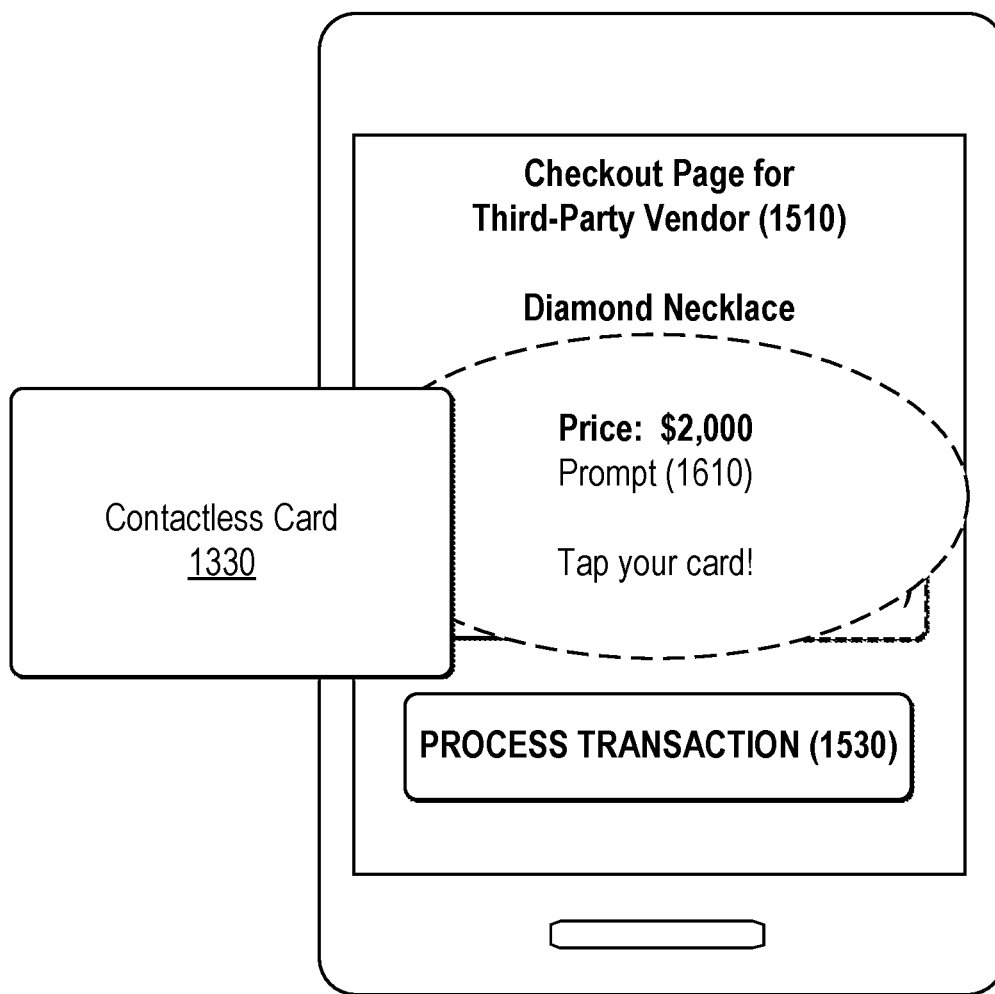 Checkout Page for
Third-Party Vendor (1510)
Diamond Necklace
Price: $2,000
Prompt (1610)
Tap your card!
Contactless Card
1330
PROCESS TRANSACTION (1530)